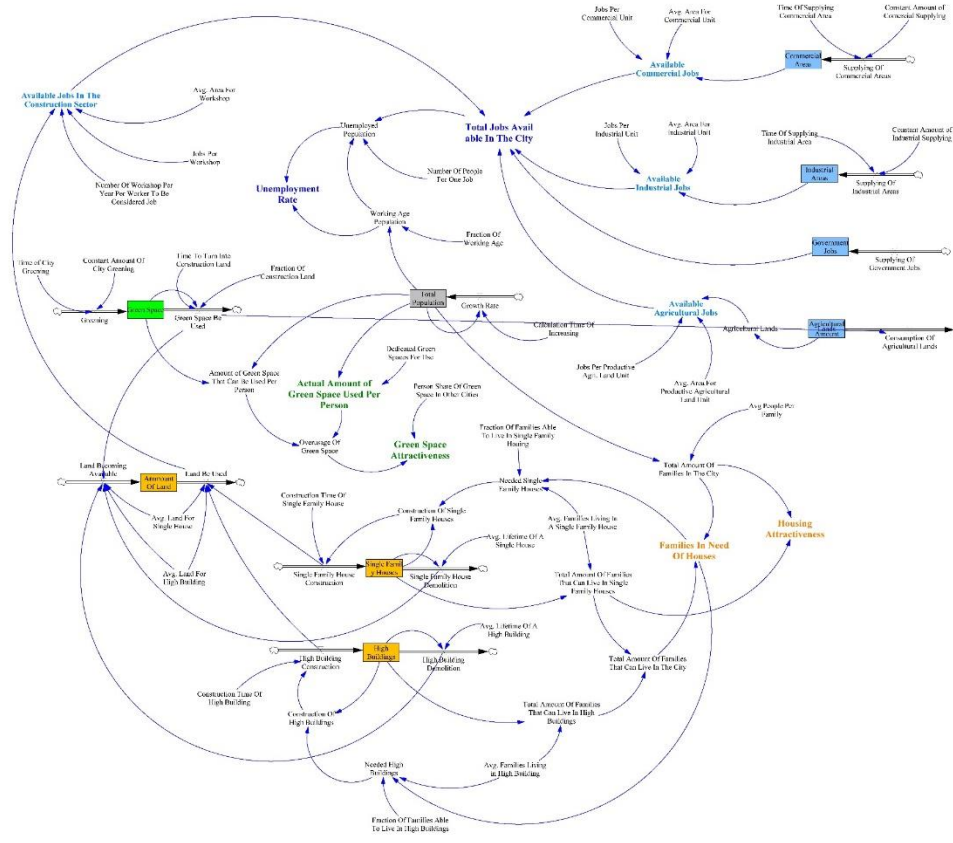 Jobs Per
Commercial Unit
Avg. Area For
Commercial Unit
Time Of Supplying
Commercial Area
Constant Amount of
Comercial Supplying
Commercial
Areas
Supplying Of
Commercial Areas
Available
Commercial Jobs
Available Jobs In The
Construction Sector
Avg. Area For
Workshop
Jobs Per
Workshop
Number Of Workshop Per
Year Per Worker To Be
Considered Job
Unemployed
Population
Total Jobs Avail
able In The City
Jobs Per
Industrial Unit
Avg. Area For
Industrial Unit
Time Of Supplying
Industrial Area
Constant Amount of
Industrial Supplying
Number Of People
For One Job
Unemployment
Rate
Available
Industrial Jobs
Industrial
Areas
Supplying Of
Industrial Areas
Working Age
Population
Fraction Of
Working Age
Government
Jobs
Supplying Of
Government Jobs
Time of City
Greening
Constant Amount Of
City Greening
Time To Turn Into
Construction Land
Fraction Of
Construction Land
Green Space
Greening
Green Space Be
Used
Total
Population
Growth Rate
Calculation Time Of
Increasing
Available
Agricultural Jobs
Agricultural Lands
Agricultural
Lands
Amount
Consumption Of
Agricultural Lands
Jobs Per Productive
Agri. Land Unit
Avg. Area For
Productive Agricultural
Land Unit
Amount of Green Space
That Can Be Used Per
Person
Dedicated Green
Spaces For Use
Actual Amount of
Green Space Used Per
Person
Person Share Of Green
Space In Other Cities
Overusage Of
Green Space
Green Space
Attractiveness
Avg People Per
Family
Fraction Of Families Able
To Live In Single Family
Housing
Total Amount Of
Families In The City
Land Becoming
Available
Ammount
Of Land
Land Be Used
Avg. Land For
Single House
Avg. Land For
High Building
Construction Time Of
Single Family House
Needed Single
Family Houses
Construction Of Single
Family Houses
Avg. Families Living In
A Single Family House
Families In Need
Of Houses
Housing
Attractiveness
Avg. Lifetime Of A
Single House
Single Family House
Construction
Single Famil
y Houses
Single Family House
Demolition
Total Amount Of Families
That Can Live In Single
Family Houses
Avg. Lifetime Of A
High Building
High
Buildings
High Building
Construction
High Building
Demolition
Total Amount Of Families
That Can Live In The City
Construction Time Of
High Building
Construction Of
High Buildings
Total Amount Of Families
That Can Live In High
Buildings
Needed High
Buildings
Avg. Families Living
in High Building
Fraction Of Families Able
To Live In High Buildings